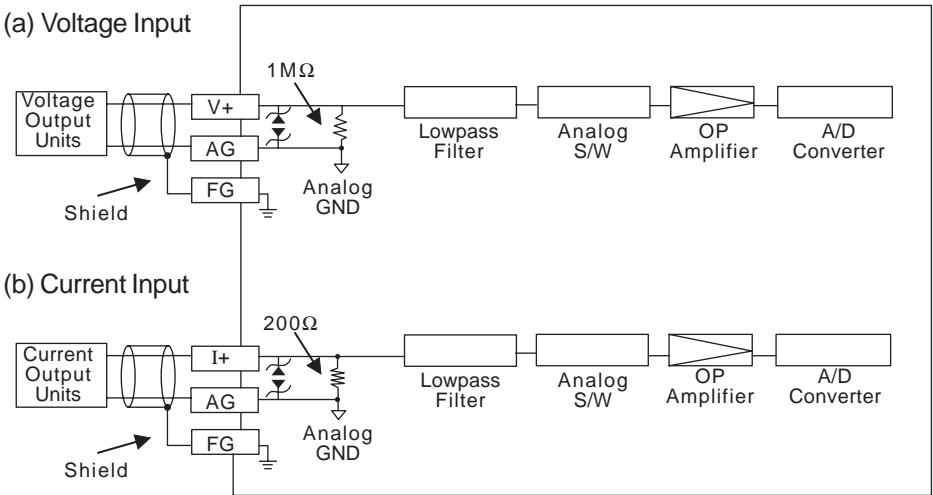 (a) Voltage Input
1MΩ
Voltage
Output
Units
V+
AG
FG
Shield
Analog
GND
Lowpass
Filter
Analog
S/W
OP
Amplifier
A/D
Converter
(b) Current Input
200Ω
Current
Output
Units
I+
AG
FG
Shield
Analog
GND
Lowpass
Filter
Analog
S/W
OP
Amplifier
A/D
Converter